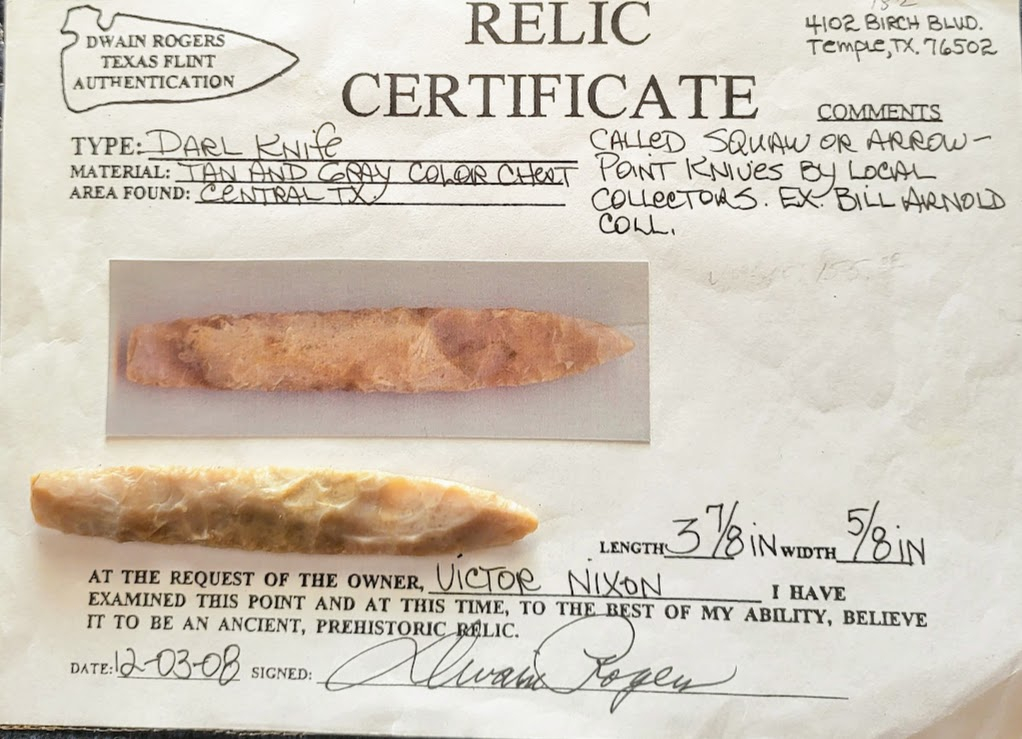 DWAIN ROGERS
TEXAS FLINT
AUTHENTICATION
RELIC
CERTIFICATE
4102 BIRCH BLVD.
Temple, TX. 76502
COMMENTS
CALLED SQUAW OR ARROW-
POINT KNIVES BY LOCAL
COLLECTORS. EX. BILL ARNOLD
COLL.
TYPE: DARL KNIFE
MATERIAL: TAN AND GRAY COLOR CHERT
AREA FOUND: CENTRAL TX.
LENGTH 3 7/8 IN WIDTH 5/8 IN
AT THE REQUEST OF THE OWNER, VICTOR NIXON I HAVE
EXAMINED THIS POINT AND AT THIS TIME, TO THE BEST OF MY ABILITY, BELIEVE
IT TO BE AN ANCIENT, PREHISTORIC RELIC.
DATE: 12-03-08 SIGNED: Dwain Rogers